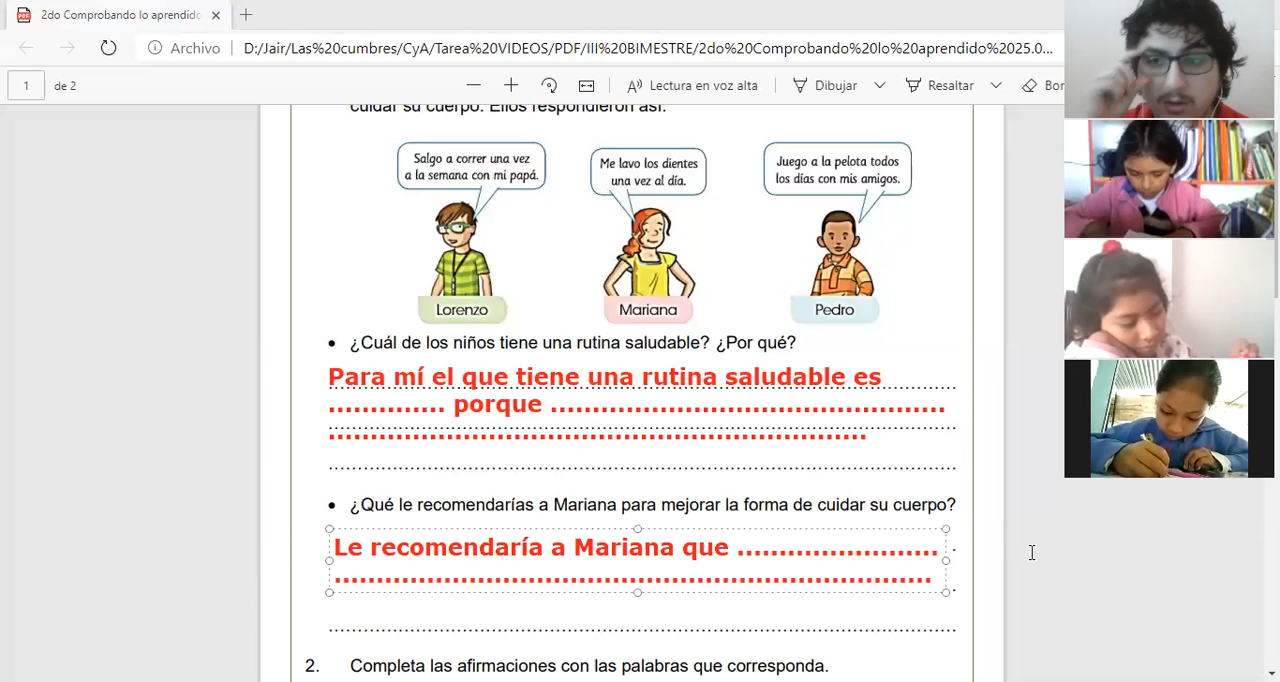 2do Comprobando lo aprendido
Archivo
D:/Jair/Las%20cumbres/CyA/Tarea%20VIDEOS/PDF/III%20BIMESTRE/2do%20Comprobando%20lo%20aprendido%2025.0...
1 de 2
Lectura en voz alta
Dibujar
Resaltar
Bor
cuidar su cuerpo. Ellos respondieron así:
Salgo a correr una vez
a la semana con mi papá.
Me lavo los dientes
una vez al día.
Juego a la pelota todos
los días con mis amigos.
Lorenzo
Mariana
Pedro
• ¿Cuál de los niños tiene una rutina saludable? ¿Por qué?
Para mí el que tiene una rutina saludable es
.............. porque ...............................................
................................................................
• ¿Qué le recomendarías a Mariana para mejorar la forma de cuidar su cuerpo?
Le recomendaría a Mariana que ........................
.......................................................................
2. Completa las afirmaciones con las palabras que corresponda.